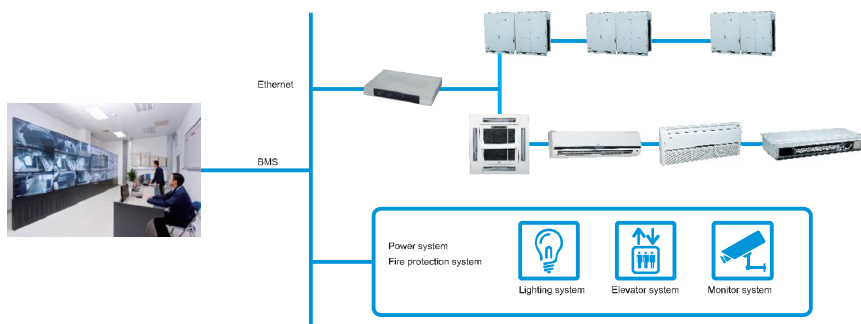 Ethernet
BMS
Power system
Fire protection system
Lighting system
Elevator system
Monitor system